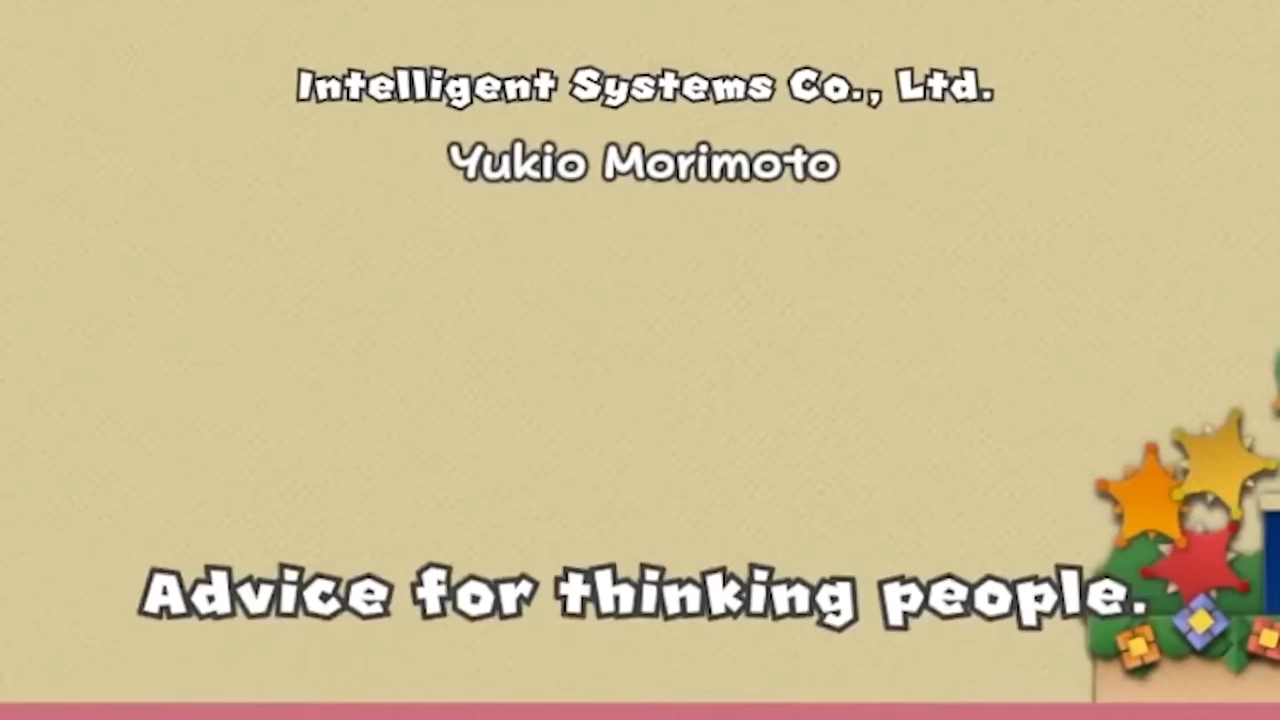 Intelligent Systems Co., Ltd.
Yukio Morimoto
Advice for thinking people.